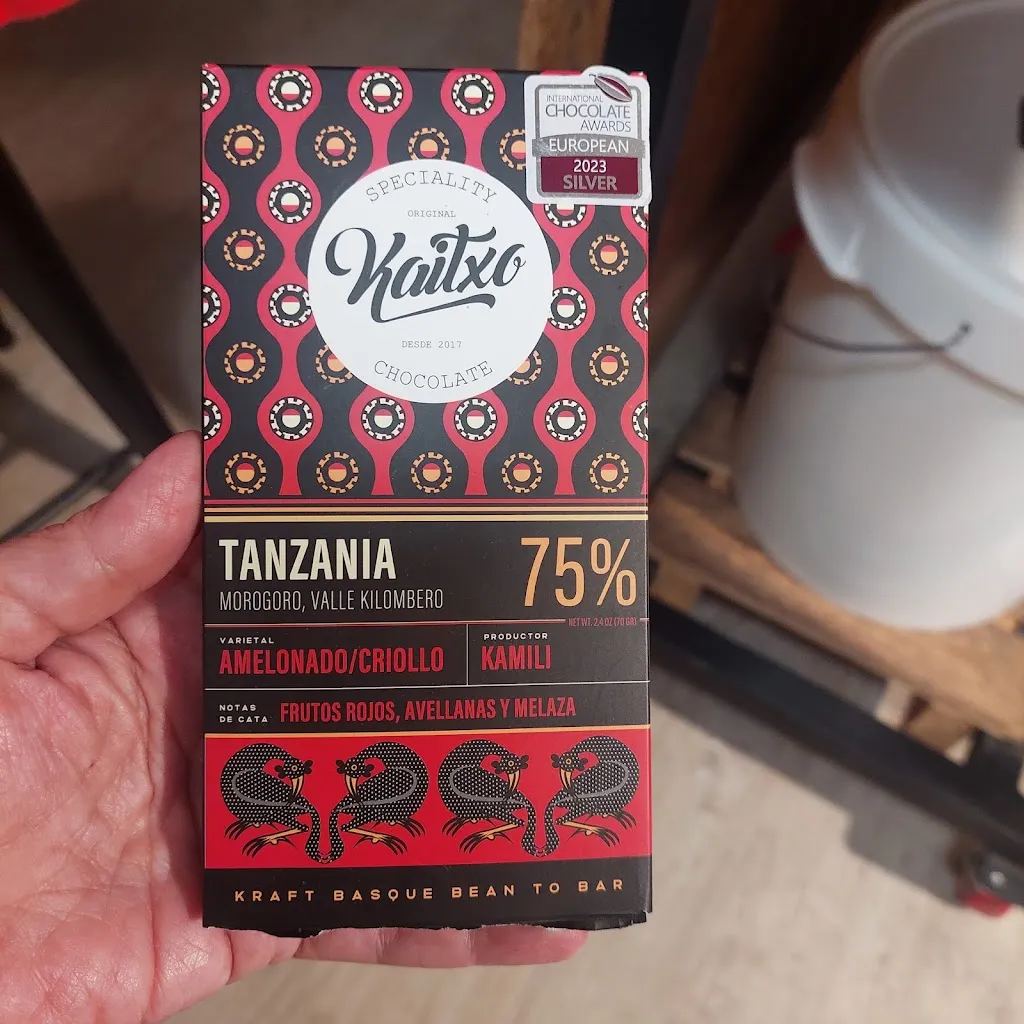 INTERNATIONAL
CHOCOLATE
AWARDS
EUROPEAN
2023
SILVER
SPECIALITY
ORIGINAL
Kaitxo
DESDE 2017
CHOCOLATE
TANZANIA
75%
MOROGORO, VALLE KILOMBERO
NET WT. 2.4 OZ (70 GR)
VARIETAL
AMELONADO/CRIOLLO
PRODUCTOR
KAMILI
NOTAS
DE CATA
FRUTOS ROJOS, AVELLANAS Y MELAZA
KRAFT BASQUE BEAN TO BAR